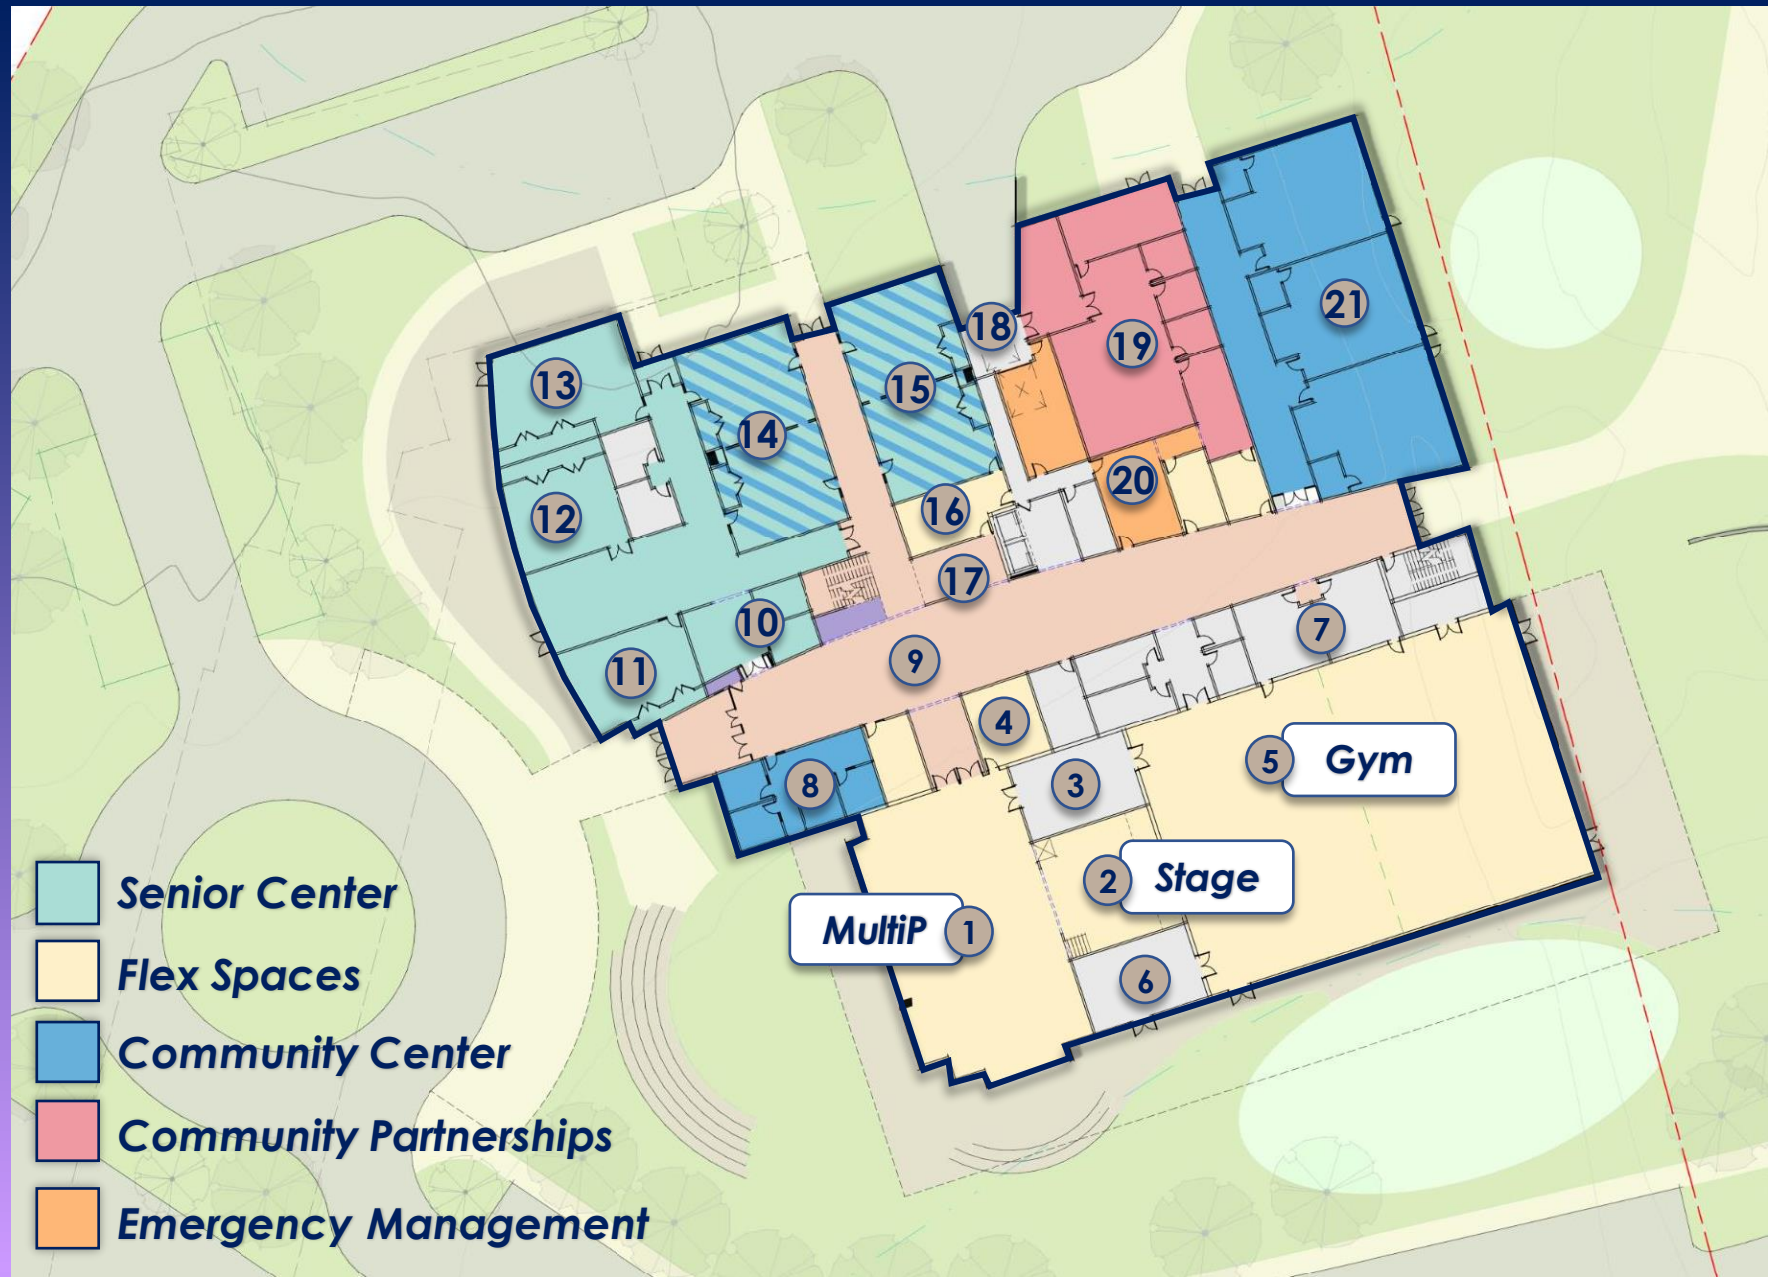 18
21
19
13
15
14
20
16
12
17
10
7
9
11
4
5 Gym
3
8
2 Stage
Senior Center
MultiP 1
Flex Spaces
6
Community Center
Community Partnerships
Emergency Management